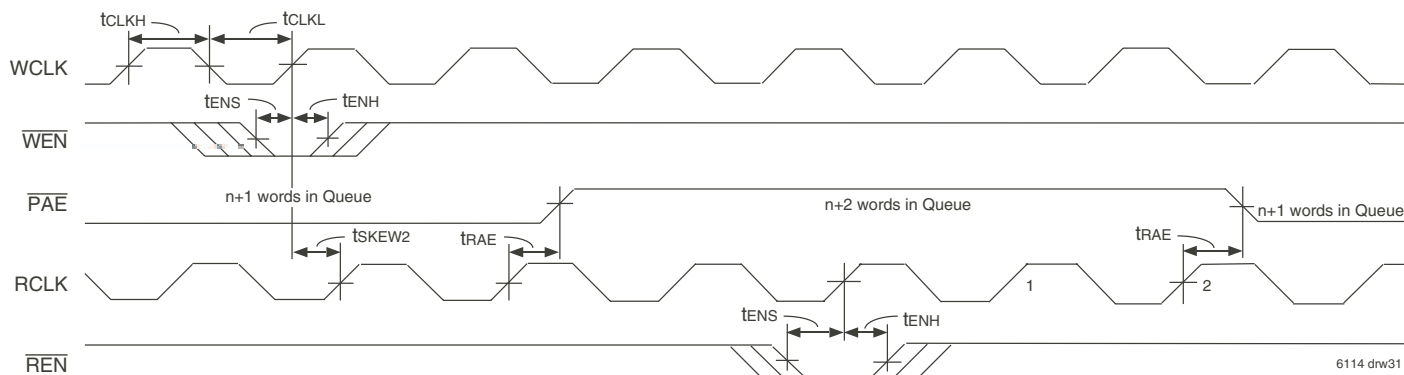 tCLKH
tCLKL
WCLK
tENS
tENH
WEN
n+1 words in Queue
PAE
n+2 words in Queue
n+1 words in Queue
tSKEW2
tRAE
tRAE
RCLK
1
2
tENS
tENH
REN
6114 drw31